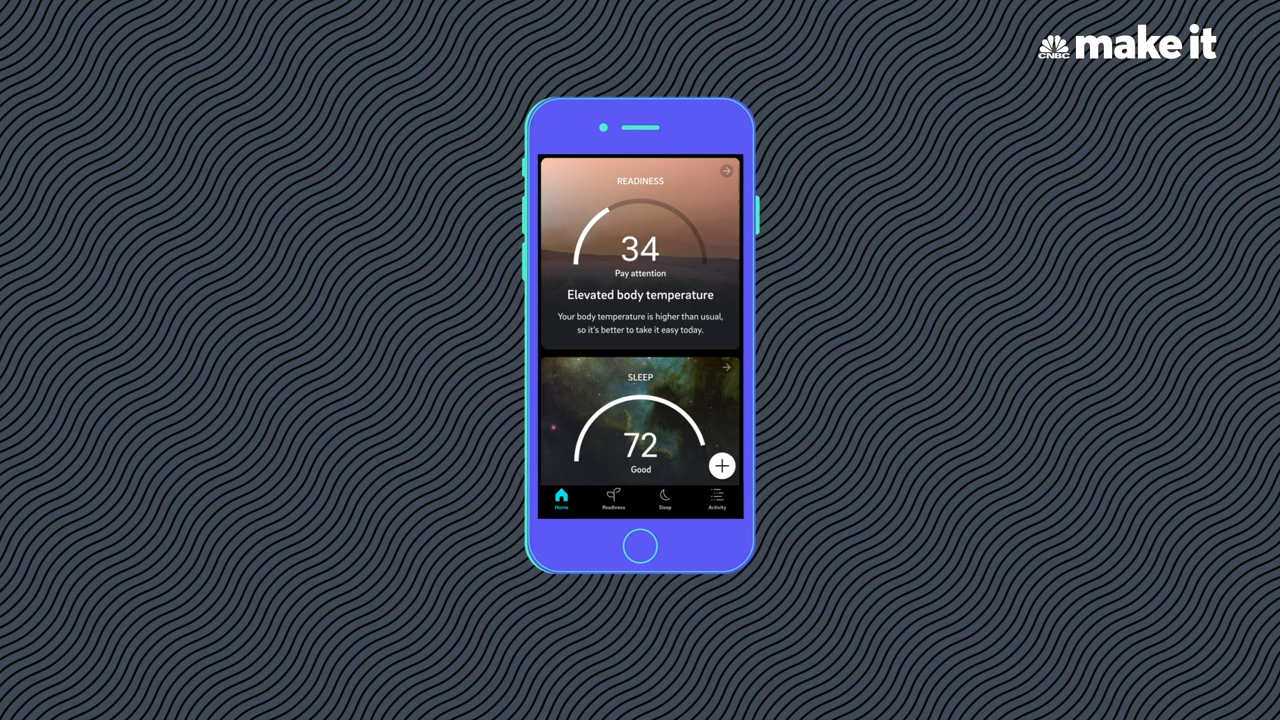 CNBC make it
READINESS
34
Pay attention
Elevated body temperature
Your body temperature is higher than usual,
so it's better to take it easy today.
SLEEP
72
Good
Home Readiness Sleep Activity